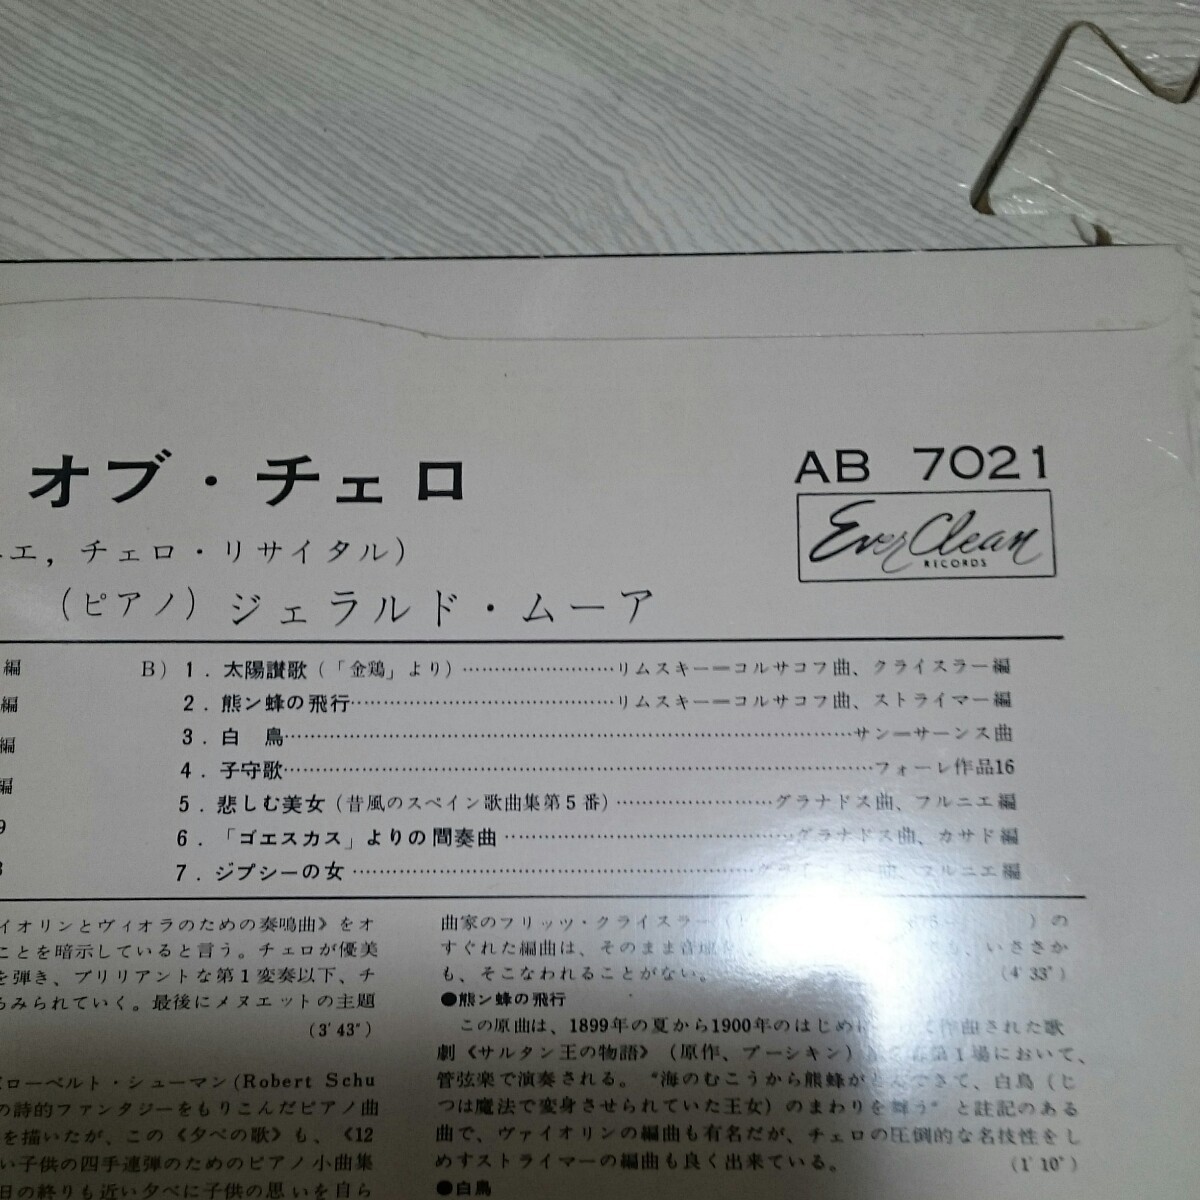 オブ・チェロ
AB 7021
Ever Clean
RECORDS
エ, チェロ・リサイタル)
(ピアノ) ジェラルド・ムーア
編
編
編
編
9
3
B) 1. 太陽讃歌 (「金鶏」より) ……………………リムスキー=コルサコフ曲、クライスラー編
2. 熊ン蜂の飛行……………………リムスキー=コルサコフ曲、ストライマー編
3. 白 鳥……………………サン=サーンス曲
4. 子守歌……………………フォーレ作品16
5. 悲しむ美女 (昔風のスペイン歌曲集第5番) ……………………グラナドス曲、フルニエ編
6. 「ゴエスカス」よりの間奏曲 ……………………グラナドス曲、カサド編
7. ジプシーの女 ……………………クライスラー曲、フルニエ編
イオリンとヴィオラのための奏鳴曲》をオ
ことを暗示していると言う。チェロが優美
を弾き、ブリリアントな第1変奏以下、チ
らみられていく。最後にメヌエットの主題
(3′43″)
ローベルト・シューマン(Robert Schu
の詩的ファンタジーをもりこんだピアノ曲
を描いたが、この《夕べの歌》も、《12
い子供の四手連弾のためのピアノ小曲集
日の終りも近い夕べに子供の思いを自ら
曲家のフリッツ・クライスラー ( )の
すぐれた編曲は、そのまま音域を いささか
も、そこなわれることがない。 (4′33″)
●熊ン蜂の飛行
この原曲は、1899年の夏から1900年のはじめに 作曲された歌
劇《サルタン王の物語》(原作、プーシキン) 第1場において、
管弦楽で演奏される。“海のむこうから熊蜂がとんできて、白鳥 (じ
つは魔法で変身させられていた王女) のまわりを舞う” と註記のある
曲で、ヴァイオリンの編曲も有名だが、チェロの圧倒的な名技性をし
めすストライマーの編曲も良く出来ている。 (1′10″)
●白鳥